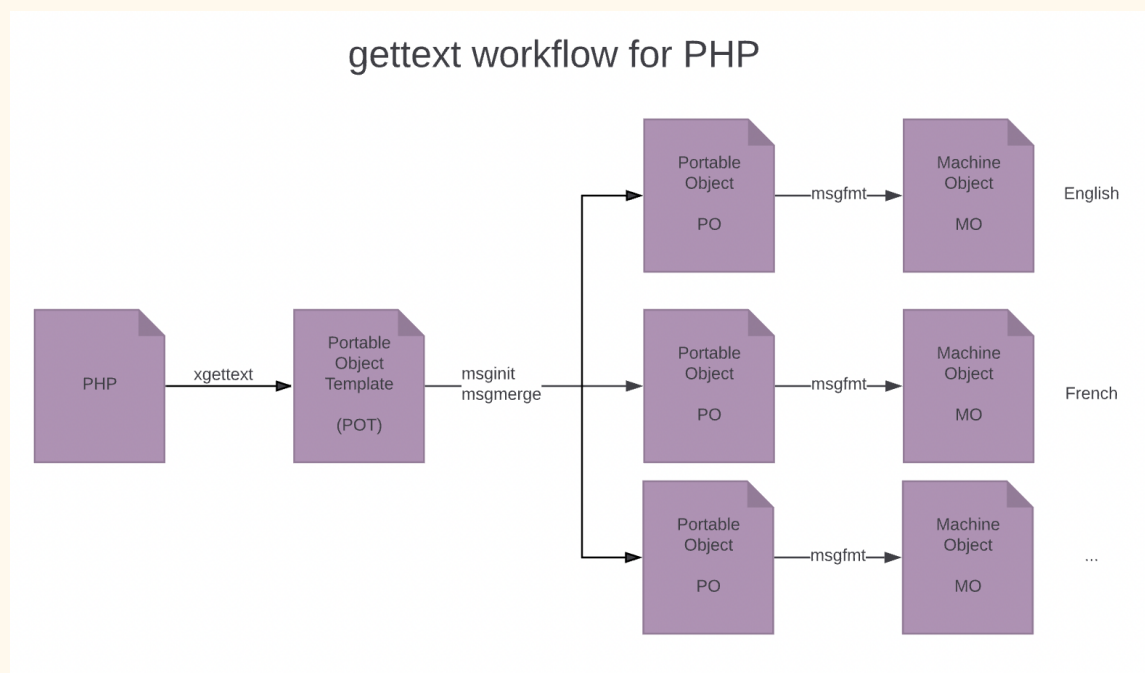 gettext workflow for PHP
Portable
Object
PO
msgfmt
Machine
Object
MO
English
PHP
xgettext
Portable
Object
Template
(POT)
msginit
msgmerge
Portable
Object
PO
msgfmt
Machine
Object
MO
French
Portable
Object
PO
msgfmt
Machine
Object
MO
...